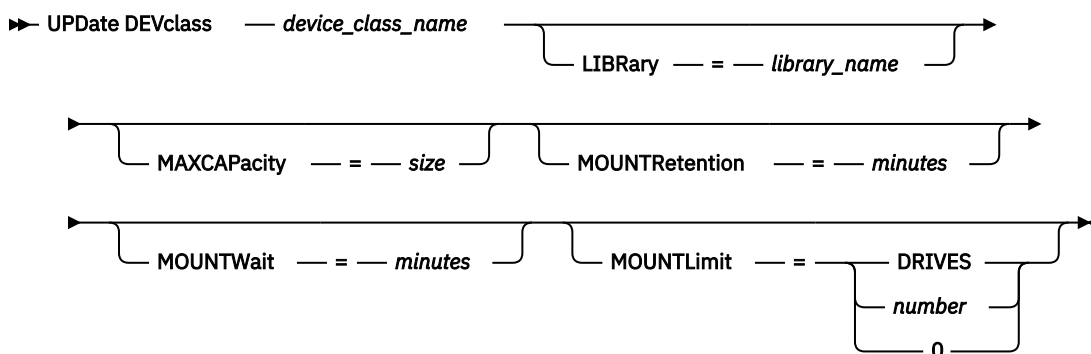 UPDate DEVclass device_class_name
LIBRary = library_name
MAXCAPacity = size MOUNTRetention = minutes
MOUNTWait = minutes MOUNTLimit = DRIVES
number
0